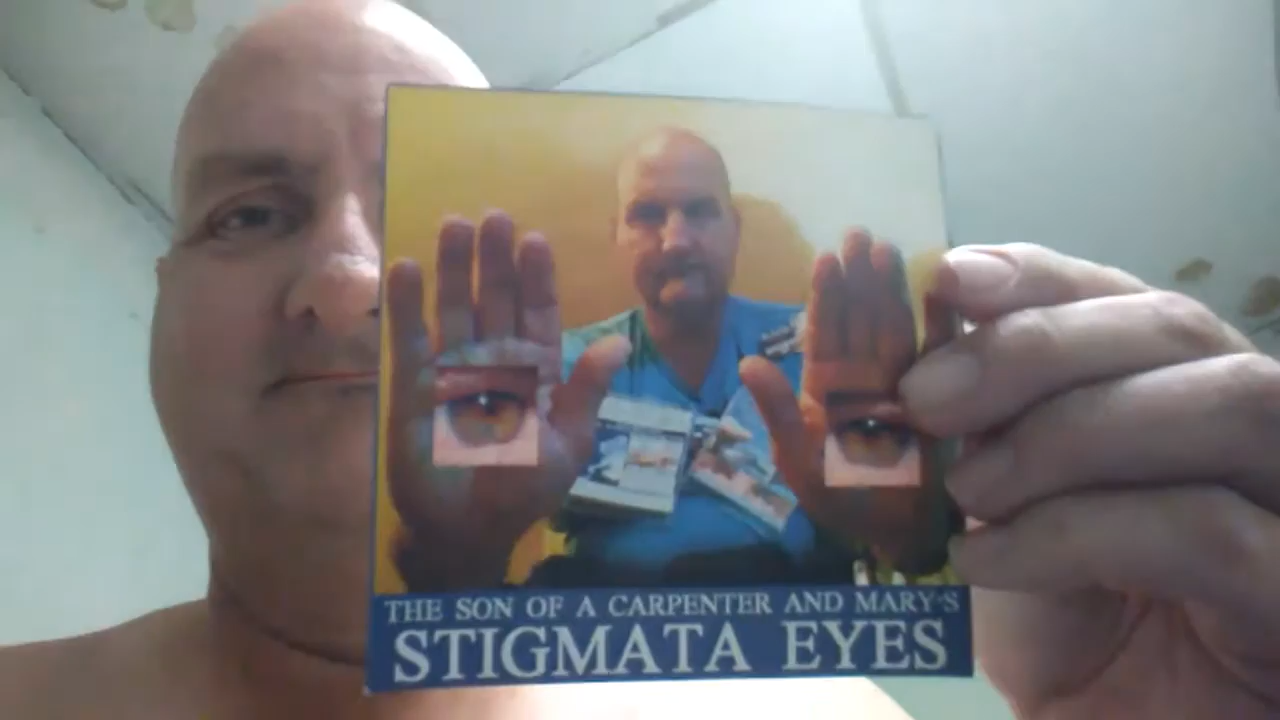 THE SON OF A CARPENTER AND MARY'S
STIGMATA EYES